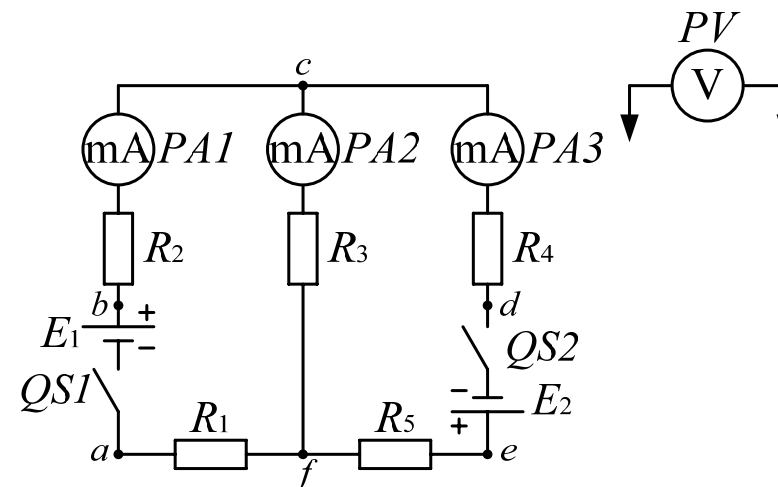 PV
c
V
mA PA1 mA PA2 mA PA3
R2 R3 R4
b + d
E1 − QS2
QS1 − E2
+
R1 R5
a f e